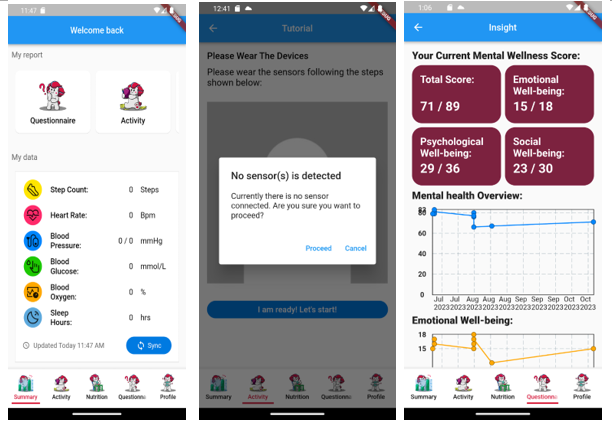 11:47
Welcome back
My report
Questionnaire
Activity
My data
Step Count: 0 Steps
Heart Rate: 0 Bpm
Blood
Pressure: 0 / 0 mmHg
Blood
Glucose: 0 mmol/L
Blood
Oxygen: 0 %
Sleep
Hours: 0 hrs
Updated Today 11:47 AM
Sync
Summary Activity Nutrition Questionna Profile
12:41
Tutorial
Please Wear The Devices
Please wear the sensors following the steps
shown below:
No sensor(s) is detected
Currently there is no sensor
connected. Are you sure you want to
proceed?
Proceed Cancel
I am ready! Let's start!
Summary Activity Nutrition Questionna Profile
1:06
Insight
Your Current Mental Wellness Score:
Total Score:
71 / 89
Emotional
Well-being:
15 / 18
Psychological
Well-being:
29 / 36
Social
Well-being:
23 / 30
Mental health Overview:
83
80
60
40
20
0
Jul Jul Aug Aug Aug Sep Sep Sep Oct Oct
2023 2023 2023 2023 2023 2023 2023 2023 2023 2023
Emotional Well-being:
18
15
Summary Activity Nutrition Questionna Profile